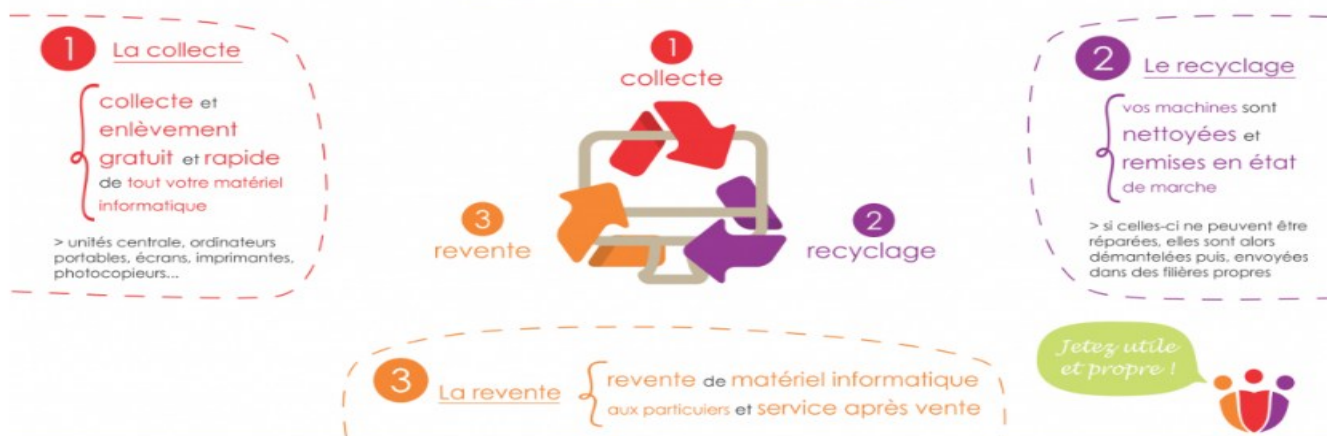 1 La collecte
collecte et
enlèvement
gratuit et rapide
de tout votre matériel
informatique
> unités centrale, ordinateurs
portables, écrans, imprimantes,
photocopieurs...
1
collecte
3
revente
2
recyclage
2 Le recyclage
vos machines sont
nettoyées et
remises en état
de marche
> si celles-ci ne peuvent être
réparées, elles sont alors
démantelées puis, envoyées
dans des filières propres
3 La revente
revente de matériel informatique
aux particuiers et service après vente
Jetez utile
et propre !